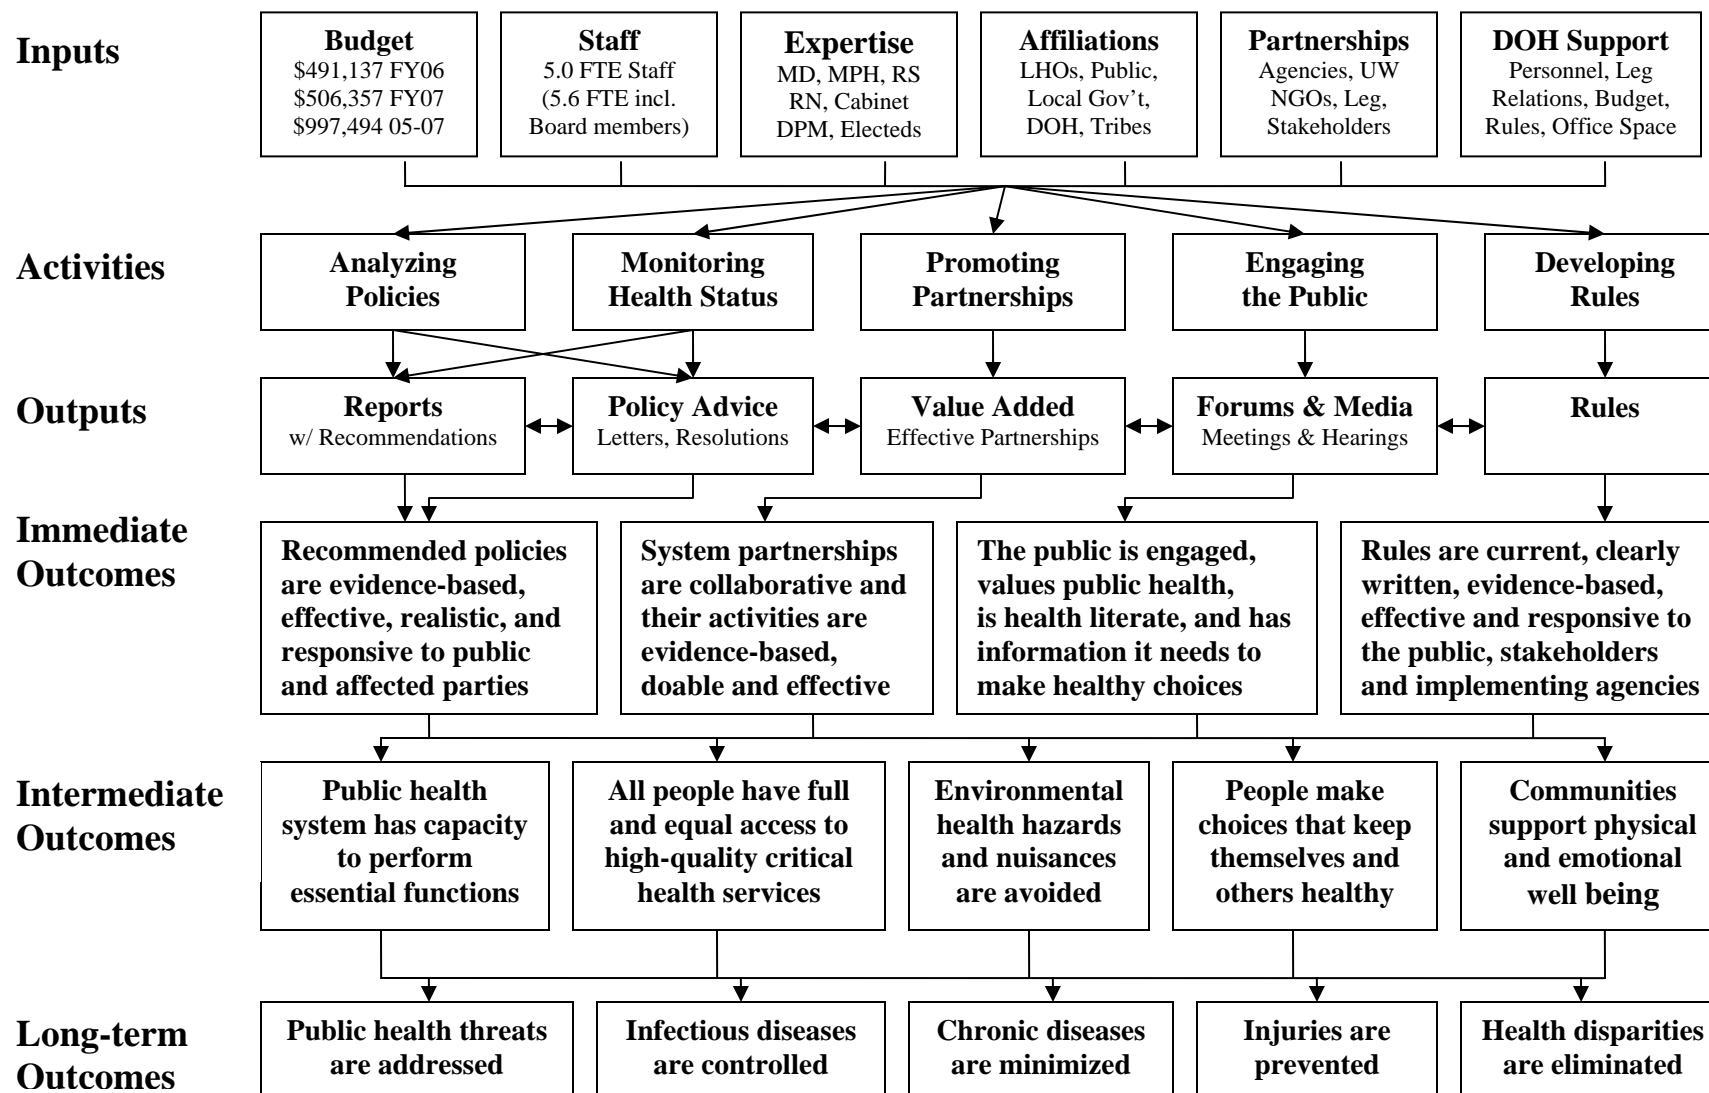 Inputs
Budget
$491,137 FY06
$506,357 FY07
$997,494 05-07
Staff
5.0 FTE Staff
(5.6 FTE incl.
Board members)
Expertise
MD, MPH, RS
RN, Cabinet
DPM, Electeds
Affiliations
LHOs, Public,
Local Gov't,
DOH, Tribes
Partnerships
Agencies, UW
NGOs, Leg,
Stakeholders
DOH Support
Personnel, Leg
Relations, Budget,
Rules, Office Space
Activities
Analyzing
Policies
Monitoring
Health Status
Promoting
Partnerships
Engaging
the Public
Developing
Rules
Outputs
Reports
w/ Recommendations
Policy Advice
Letters, Resolutions
Value Added
Effective Partnerships
Forums & Media
Meetings & Hearings
Rules
Immediate
Outcomes
Recommended policies
are evidence-based,
effective, realistic, and
responsive to public
and affected parties
System partnerships
are collaborative and
their activities are
evidence-based,
doable and effective
The public is engaged,
values public health,
is health literate, and has
information it needs to
make healthy choices
Rules are current, clearly
written, evidence-based,
effective and responsive to
the public, stakeholders
and implementing agencies
Intermediate
Outcomes
Public health
system has capacity
to perform
essential functions
All people have full
and equal access to
high-quality critical
health services
Environmental
health hazards
and nuisances
are avoided
People make
choices that keep
themselves and
others healthy
Communities
support physical
and emotional
well being
Long-term
Outcomes
Public health threats
are addressed
Infectious diseases
are controlled
Chronic diseases
are minimized
Injuries are
prevented
Health disparities
are eliminated